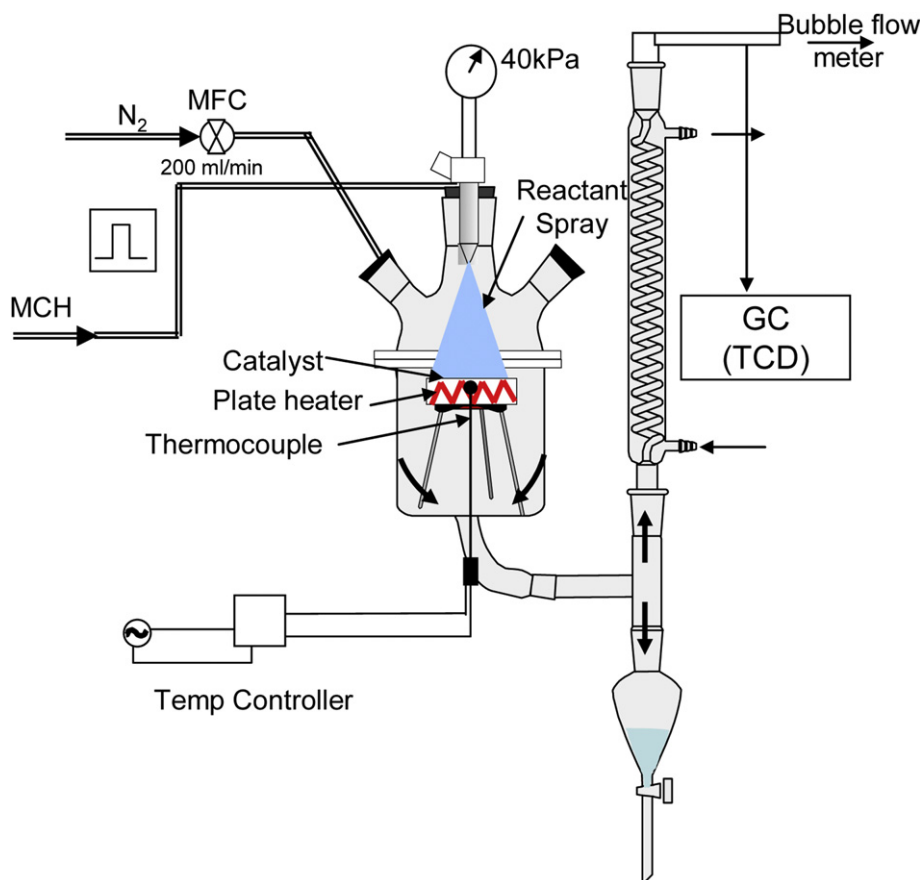 Bubble flow
meter
40kPa
MFC
N₂
200 ml/min
Reactant
Spray
MCH
GC
(TCD)
Catalyst
Plate heater
Thermocouple
Temp Controller